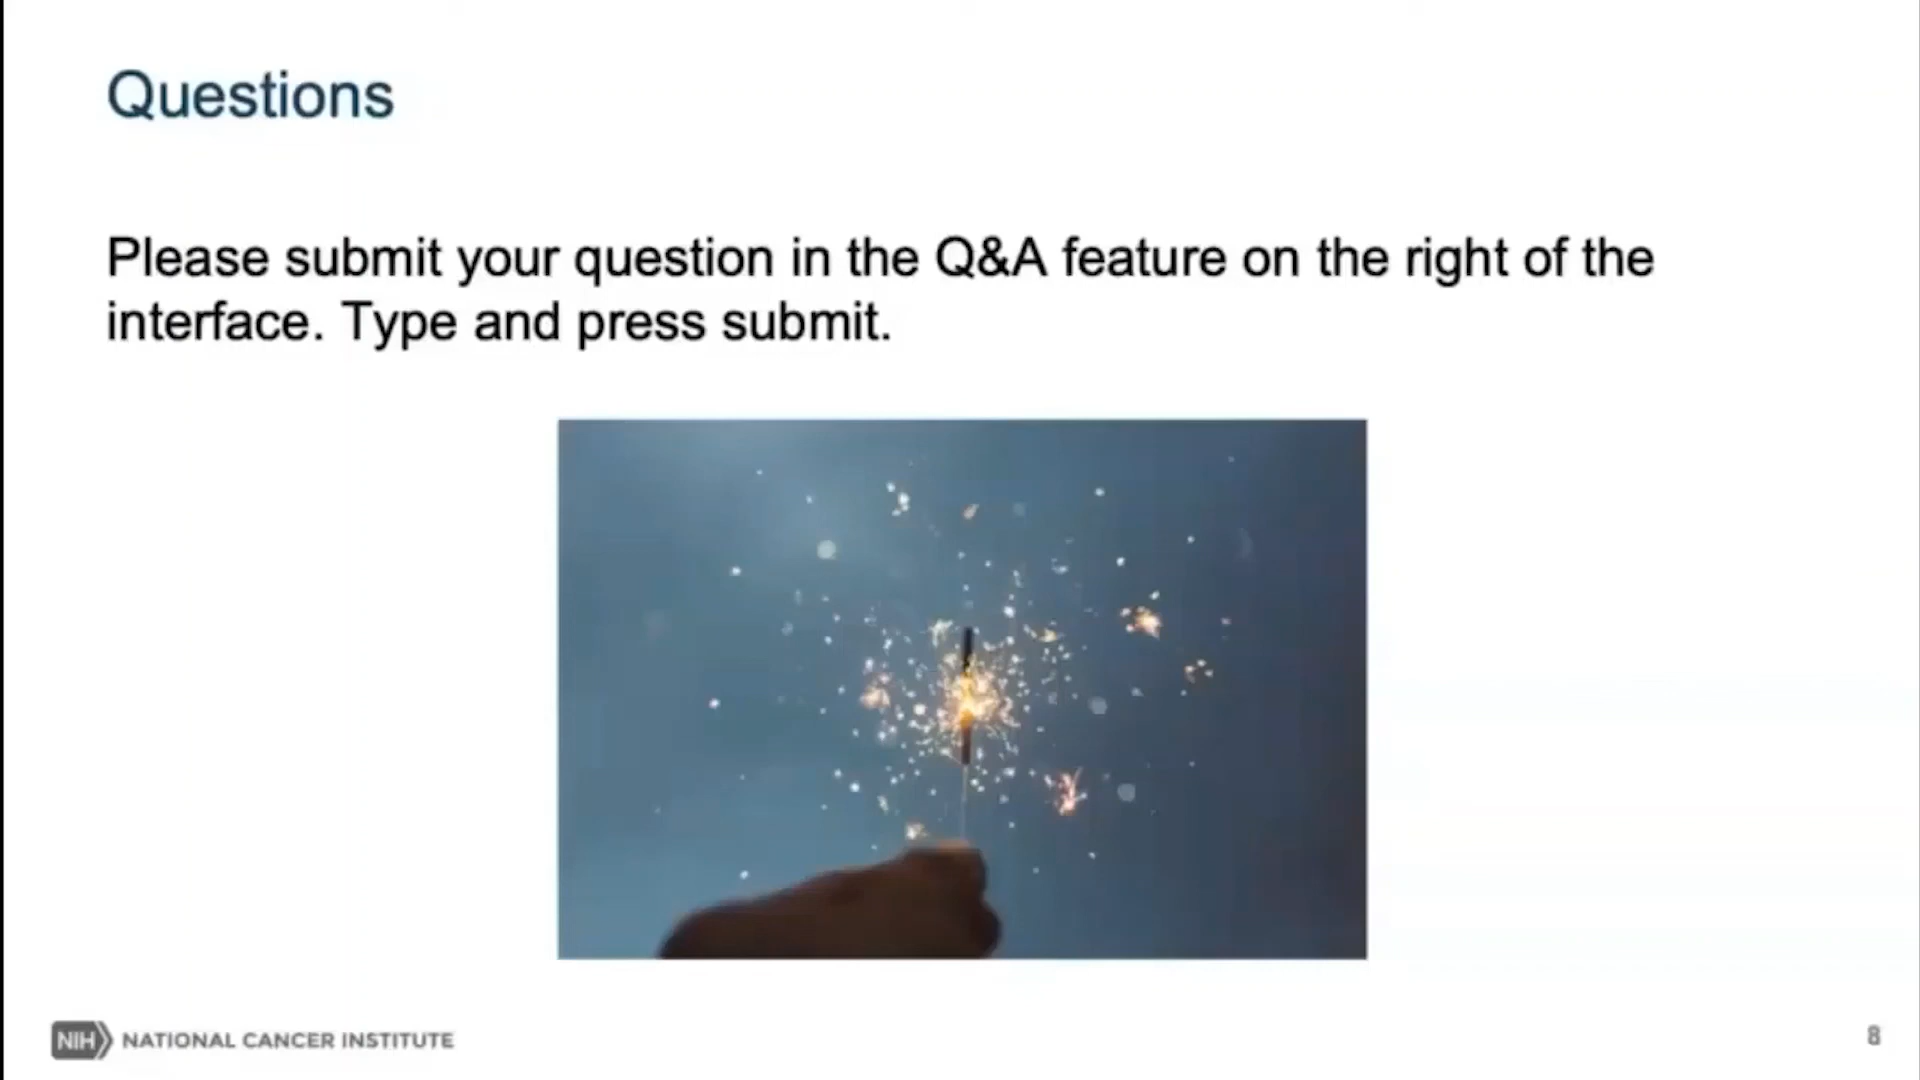 Questions
Please submit your question in the Q&A feature on the right of the
interface. Type and press submit.
NIH NATIONAL CANCER INSTITUTE
8